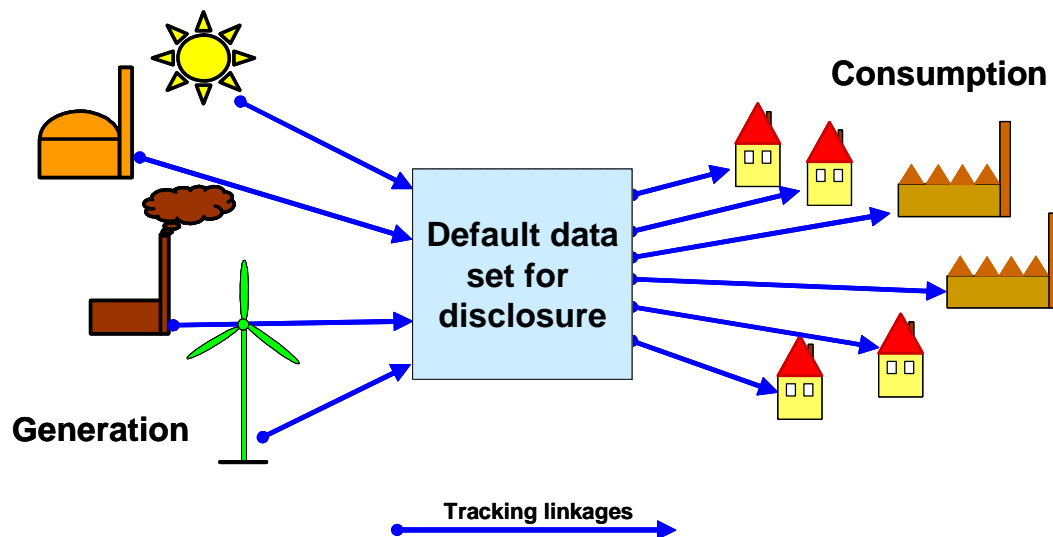 Consumption
Default data
set for
disclosure
Generation
Tracking linkages